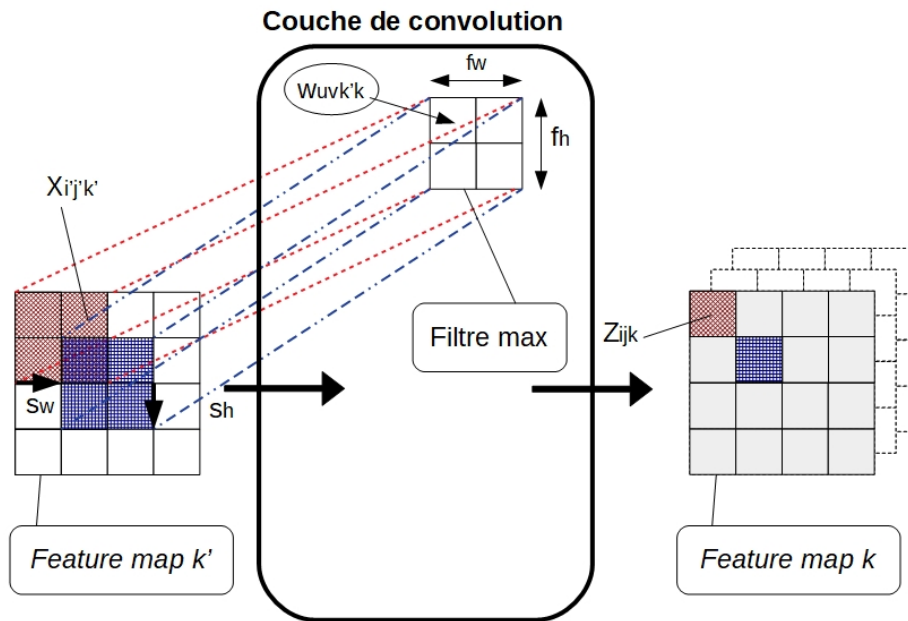 Couche de convolution
fw
Wuvk'k
fh
Xi'j'k'
Filtre max
Zijk
sw
sh
Feature map k'
Feature map k